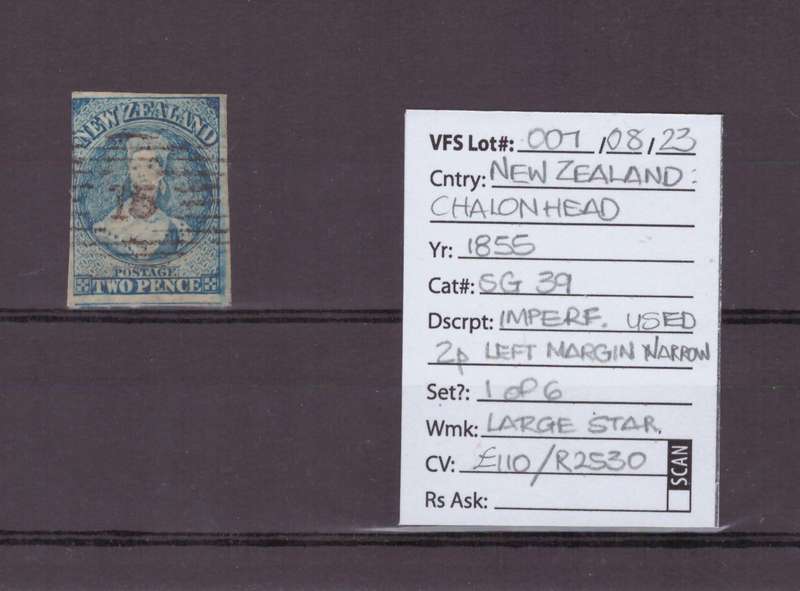 NEW ZEALAND
18
POSTAGE
TWO PENCE
VFS Lot#: 007 /08/23
Cntry: NEW ZEALAND:
CHALON HEAD
Yr: 1855
Cat#: SG 39
Dscrpt: IMPERF. USED
2p LEFT MARGIN NARROW
Set?: 1 of 6
Wmk: LARGE STAR.
CV: £110/R2530
SCAN
Rs Ask: